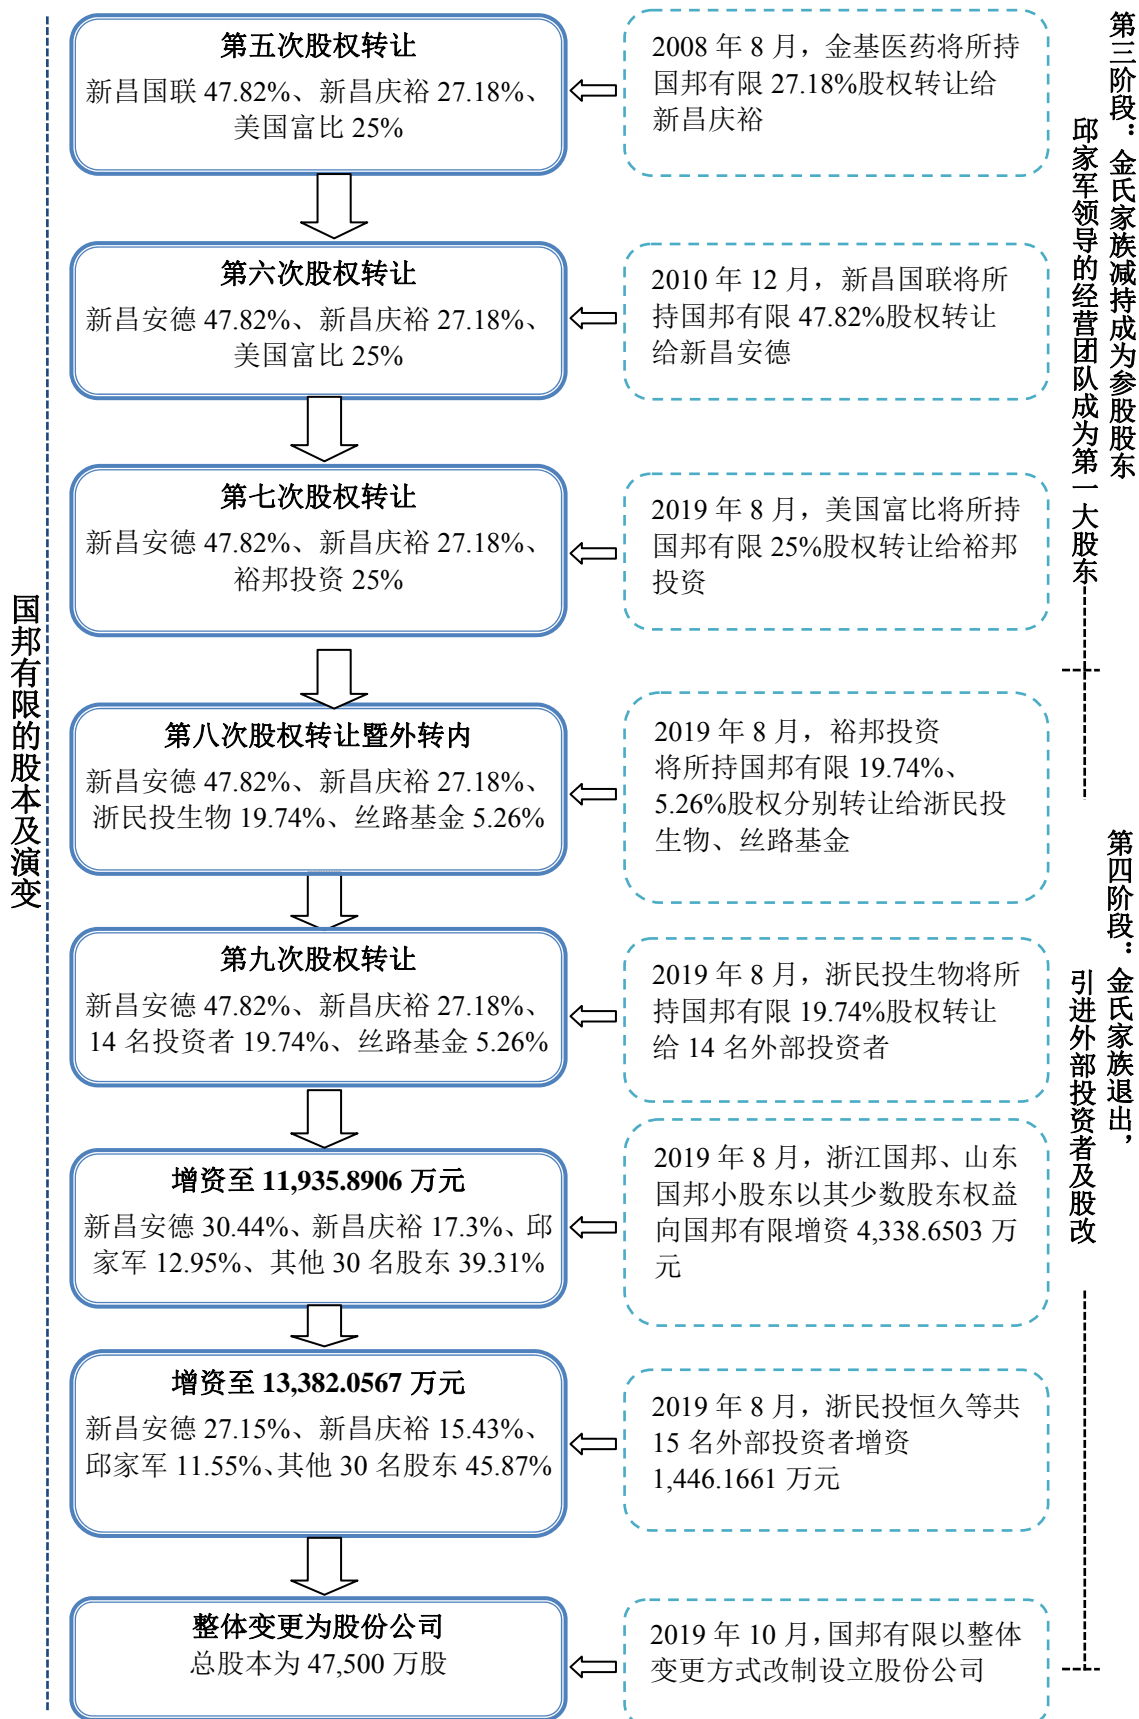 国邦有限的股本及演变
第五次股权转让
新昌国联 47.82%、新昌庆裕 27.18%、
美国富比 25%
2008 年 8 月，金基医药将所持
国邦有限 27.18%股权转让给
新昌庆裕
第六次股权转让
新昌安德 47.82%、新昌庆裕 27.18%、
美国富比 25%
2010 年 12 月，新昌国联将所
持国邦有限 47.82%股权转让
给新昌安德
第七次股权转让
新昌安德 47.82%、新昌庆裕 27.18%、
裕邦投资 25%
2019 年 8 月，美国富比将所持
国邦有限 25%股权转让给裕邦
投资
第三阶段：金氏家族减持成为参股股东
邱家军领导的经营团队成为第一大股东
第八次股权转让暨外转内
新昌安德 47.82%、新昌庆裕 27.18%、
浙民投生物 19.74%、丝路基金 5.26%
2019 年 8 月，裕邦投资
将所持国邦有限 19.74%、
5.26%股权分别转让给浙民投
生物、丝路基金
第九次股权转让
新昌安德 47.82%、新昌庆裕 27.18%、
14 名投资者 19.74%、丝路基金 5.26%
2019 年 8 月，浙民投生物将所
持国邦有限 19.74%股权转让
给 14 名外部投资者
增资至 11,935.8906 万元
新昌安德 30.44%、新昌庆裕 17.3%、邱
家军 12.95%、其他 30 名股东 39.31%
2019 年 8 月，浙江国邦、山东
国邦小股东以其少数股东权益
向国邦有限增资 4,338.6503 万
元
增资至 13,382.0567 万元
新昌安德 27.15%、新昌庆裕 15.43%、
邱家军 11.55%、其他 30 名股东 45.87%
2019 年 8 月，浙民投恒久等共
15 名外部投资者增资
1,446.1661 万元
整体变更为股份公司
总股本为 47,500 万股
2019 年 10 月，国邦有限以整体
变更方式改制设立股份公司
第四阶段：金氏家族退出，
引进外部投资者及股改